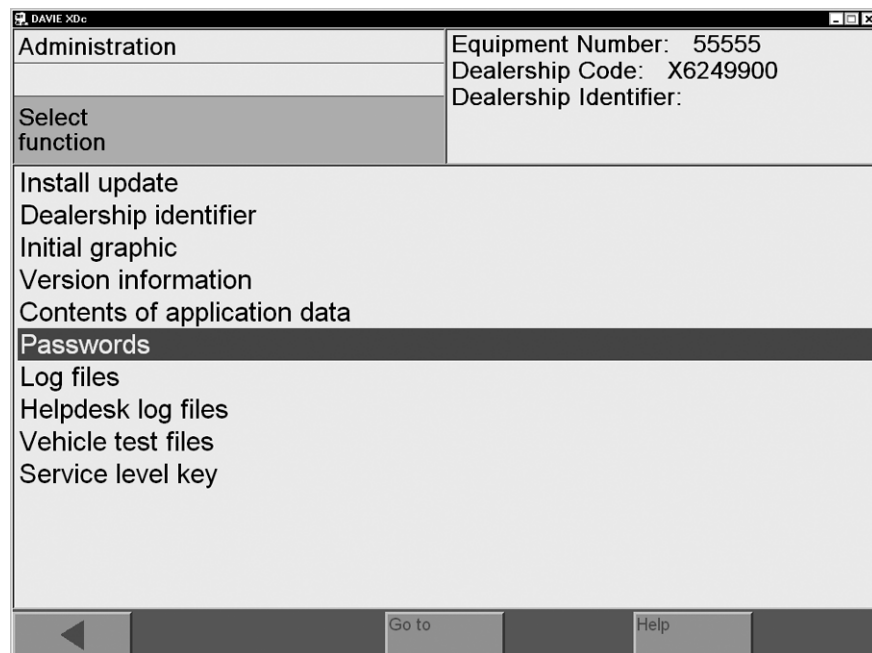 DAVIE XDc
Administration
Equipment Number: 55555
Dealership Code: X6249900
Dealership Identifier:
Select
function
Install update
Dealership identifier
Initial graphic
Version information
Contents of application data
Passwords
Log files
Helpdesk log files
Vehicle test files
Service level key
Go to
Help